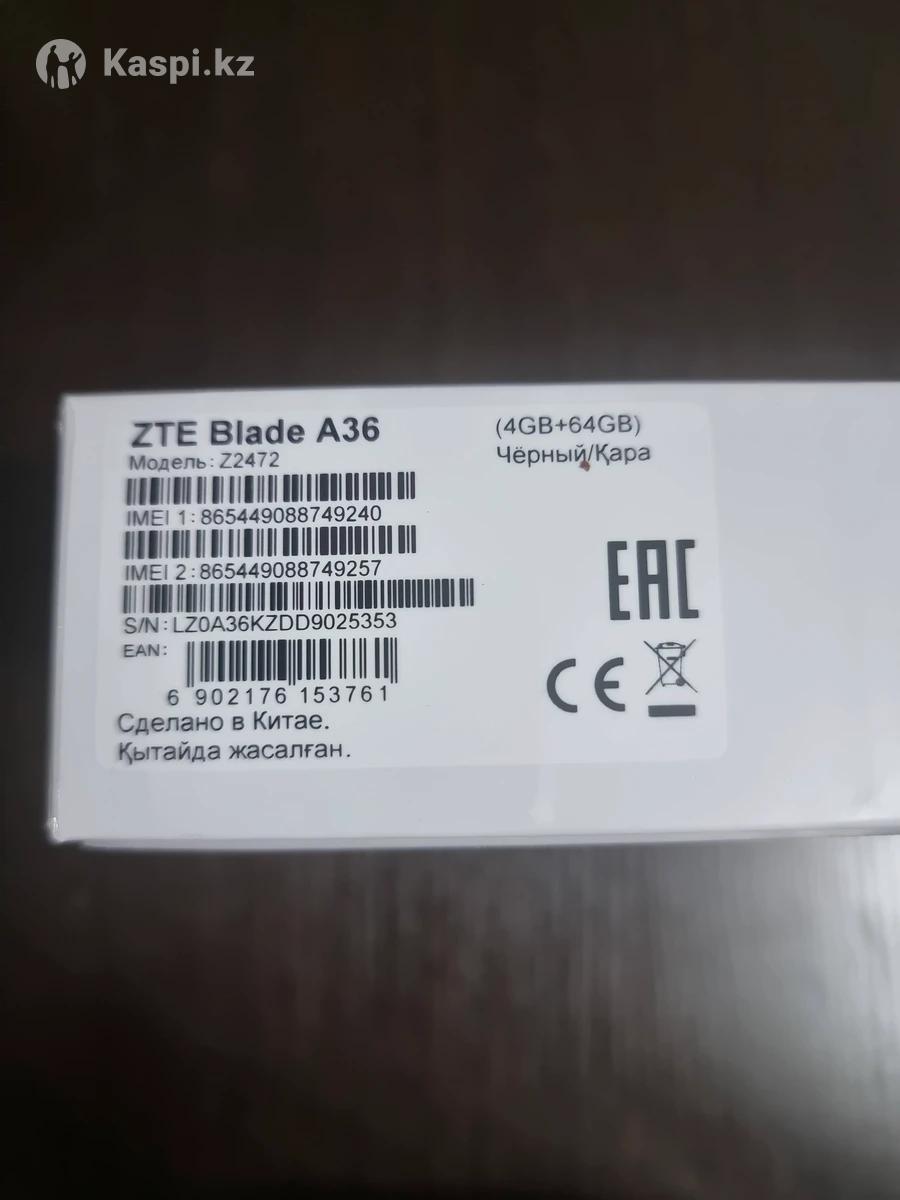 Kaspi.kz
ZTE Blade A36
(4GB+64GB)
Модель: Z2472
Чёрный/Қара
IMEI 1: 865449088749240
IMEI 2: 865449088749257
S/N: LZ0A36KZDD9025353
EAN:
6 902176 153761
Сделано в Китае.
Қытайда жасалған.
EAC
CE